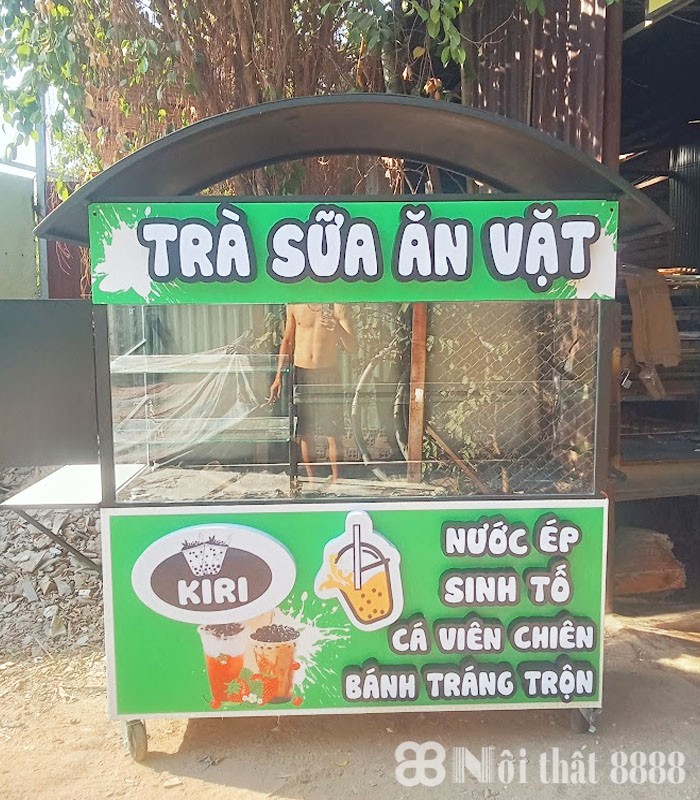 TRÀ SỮA ĂN VẶT
KIRI
NƯỚC ÉP
SINH TỐ
CÁ VIÊN CHIÊN
BÁNH TRÁNG TRỘN
Nội thất 8888